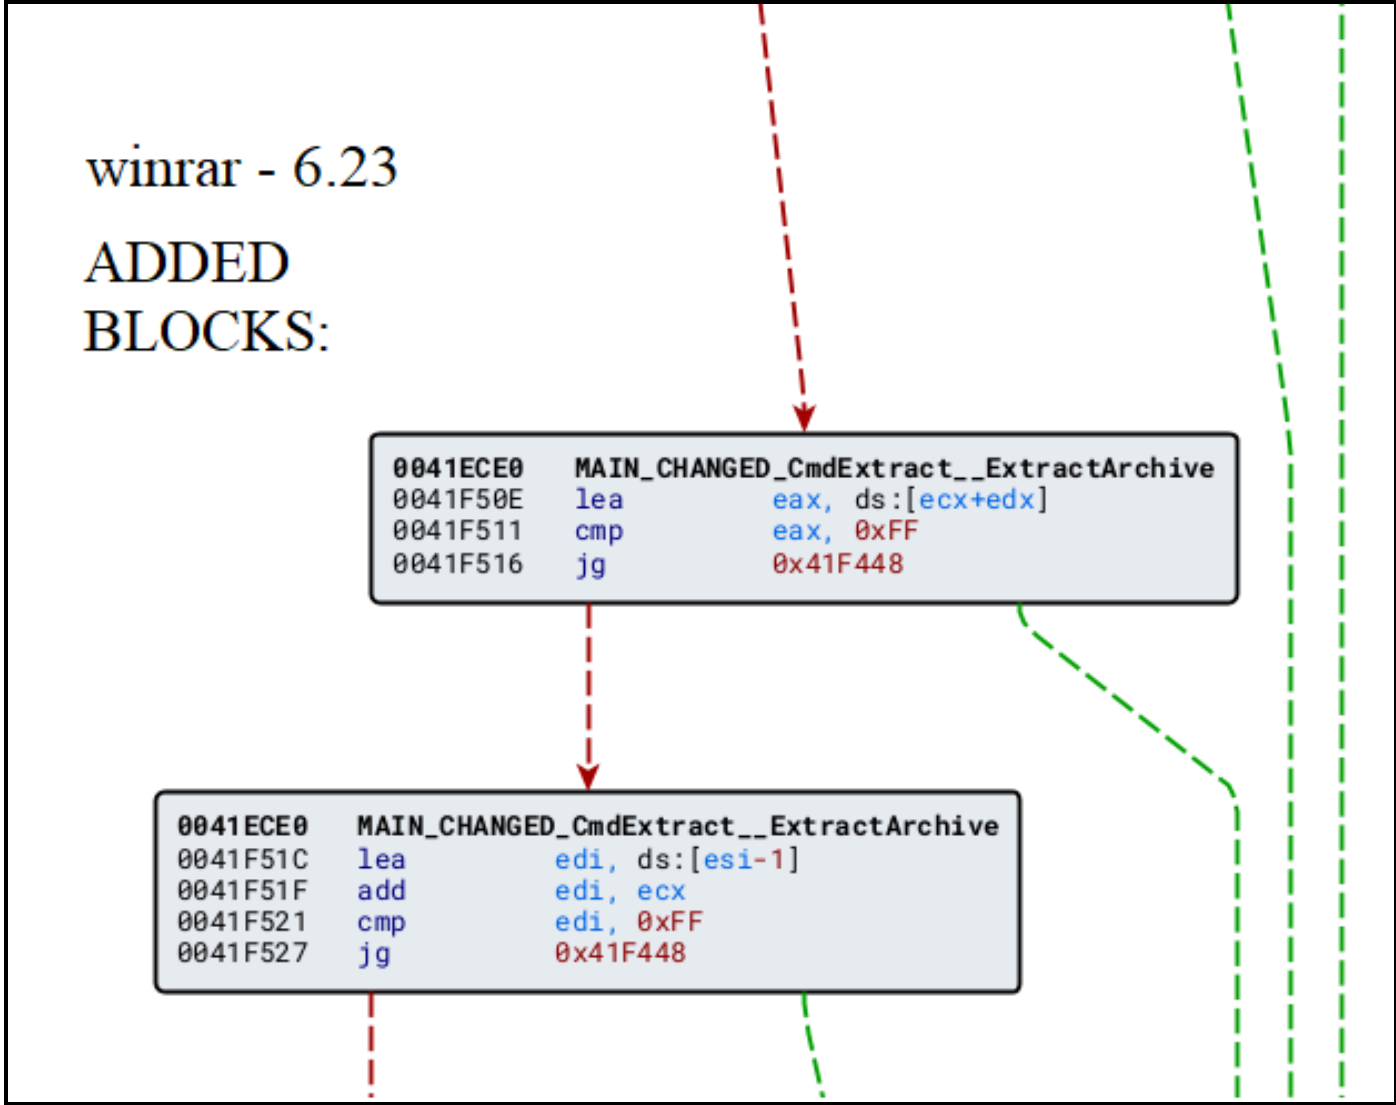 winrar - 6.23
ADDED
BLOCKS:
0041ECE0 MAIN_CHANGED_CmdExtract__ExtractArchive
0041F50E lea eax, ds:[ecx+edx]
0041F511 cmp eax, 0xFF
0041F516 jg 0x41F448
0041ECE0 MAIN_CHANGED_CmdExtract__ExtractArchive
0041F51C lea edi, ds:[esi-1]
0041F51F add edi, ecx
0041F521 cmp edi, 0xFF
0041F527 jg 0x41F448